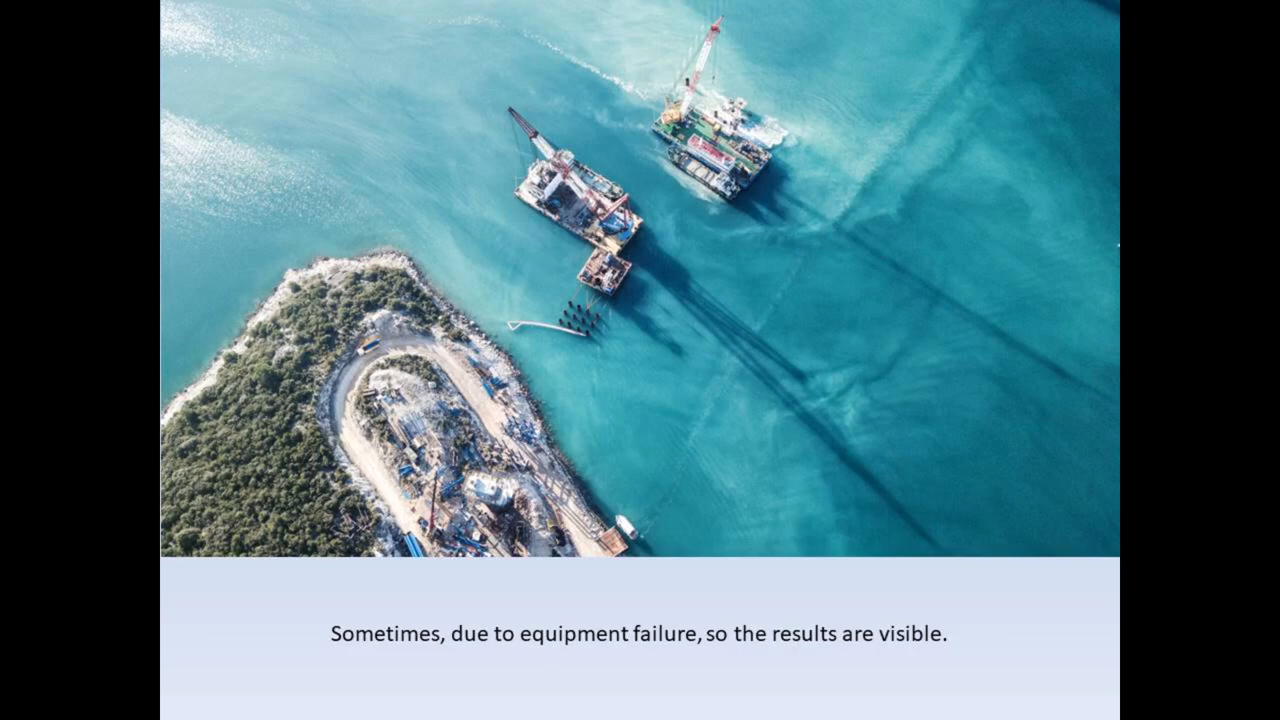 Sometimes, due to equipment failure, so the results are visible.